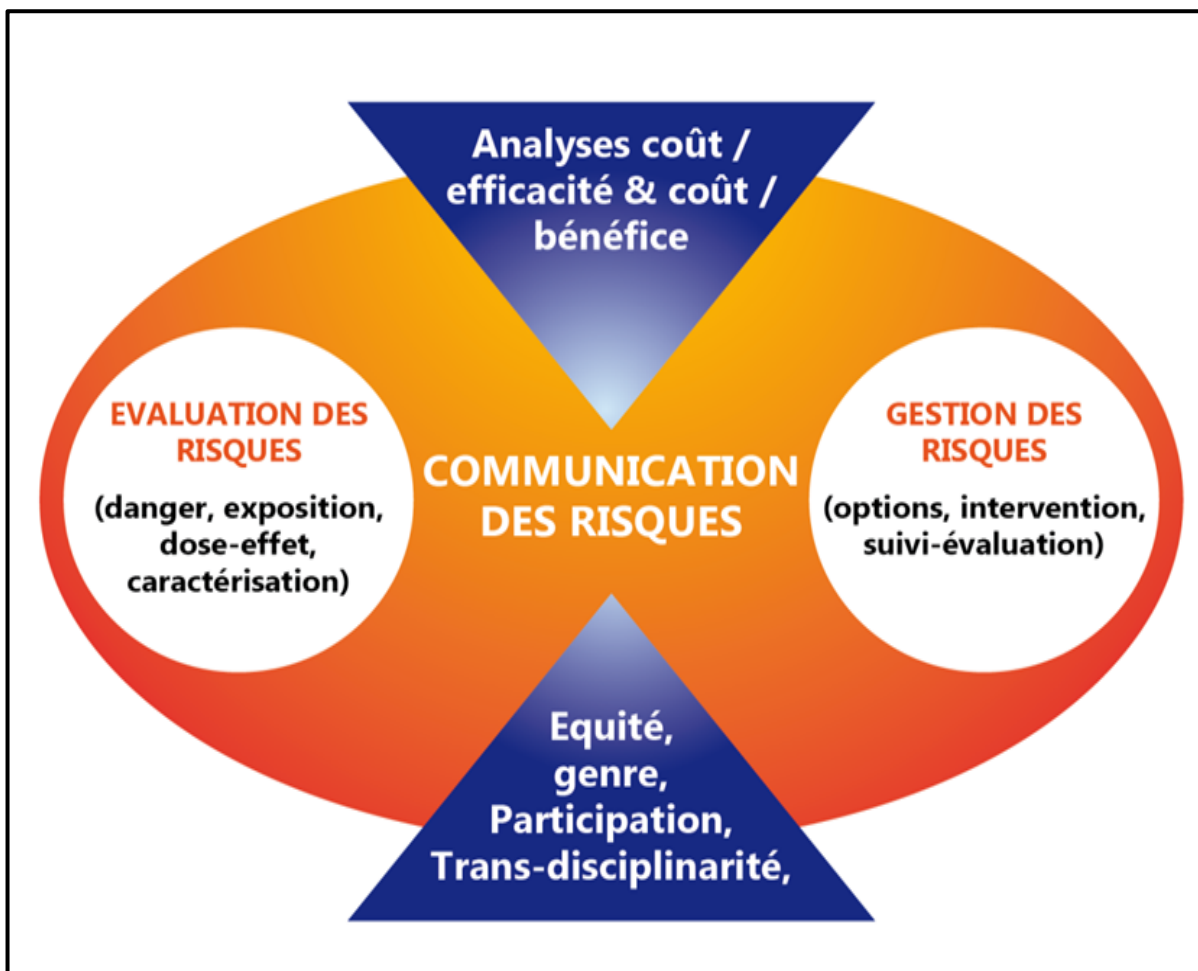 Analyses coût /
efficacité & coût /
bénéfice
EVALUATION DES
RISQUES
(danger, exposition,
dose-effet,
caractérisation)
COMMUNICATION
DES RISQUES
GESTION DES
RISQUES
(options, intervention,
suivi-évaluation)
Equité,
genre,
Participation,
Trans-disciplinarité,